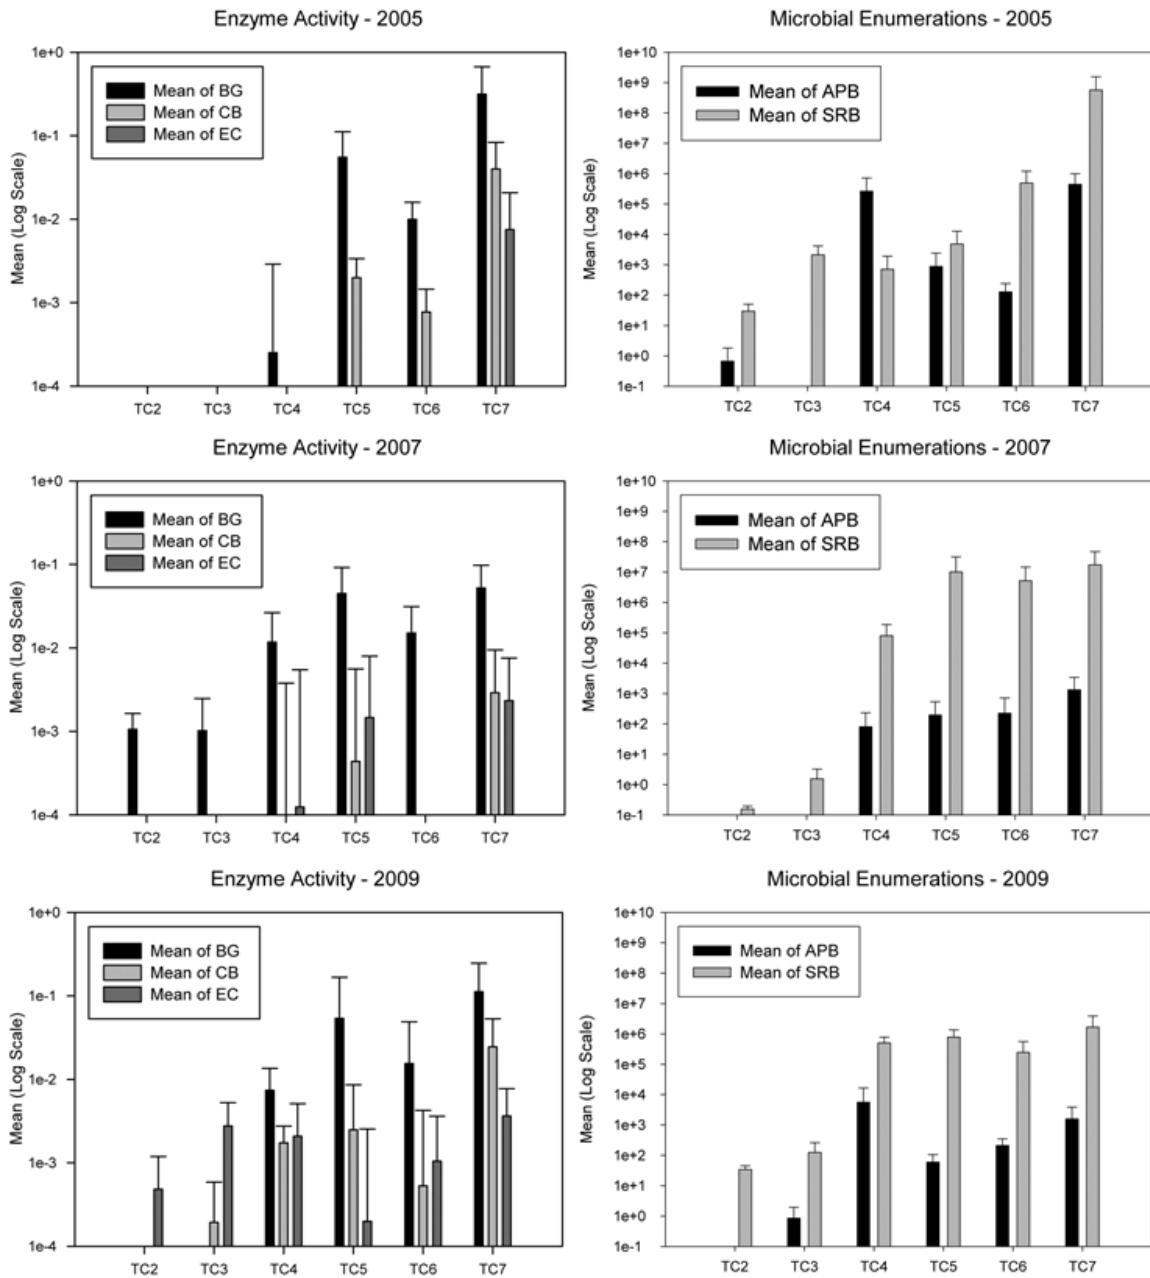 Enzyme Activity - 2005
Mean (Log Scale)
1e+0
1e-1
1e-2
1e-3
1e-4
Mean of BG
Mean of CB
Mean of EC
TC2 TC3 TC4 TC5 TC6 TC7
Microbial Enumerations - 2005
Mean (Log Scale)
1e+10
1e+9
1e+8
1e+7
1e+6
1e+5
1e+4
1e+3
1e+2
1e+1
1e+0
1e-1
Mean of APB
Mean of SRB
TC2 TC3 TC4 TC5 TC6 TC7
Enzyme Activity - 2007
Mean (Log Scale)
1e+0
1e-1
1e-2
1e-3
1e-4
Mean of BG
Mean of CB
Mean of EC
TC2 TC3 TC4 TC5 TC6 TC7
Microbial Enumerations - 2007
Mean (Log Scale)
1e+10
1e+9
1e+8
1e+7
1e+6
1e+5
1e+4
1e+3
1e+2
1e+1
1e+0
1e-1
Mean of APB
Mean of SRB
TC2 TC3 TC4 TC5 TC6 TC7
Enzyme Activity - 2009
Mean (Log Scale)
1e+0
1e-1
1e-2
1e-3
1e-4
Mean of BG
Mean of CB
Mean of EC
TC2 TC3 TC4 TC5 TC6 TC7
Microbial Enumerations - 2009
Mean (Log Scale)
1e+10
1e+9
1e+8
1e+7
1e+6
1e+5
1e+4
1e+3
1e+2
1e+1
1e+0
1e-1
Mean of APB
Mean of SRB
TC2 TC3 TC4 TC5 TC6 TC7